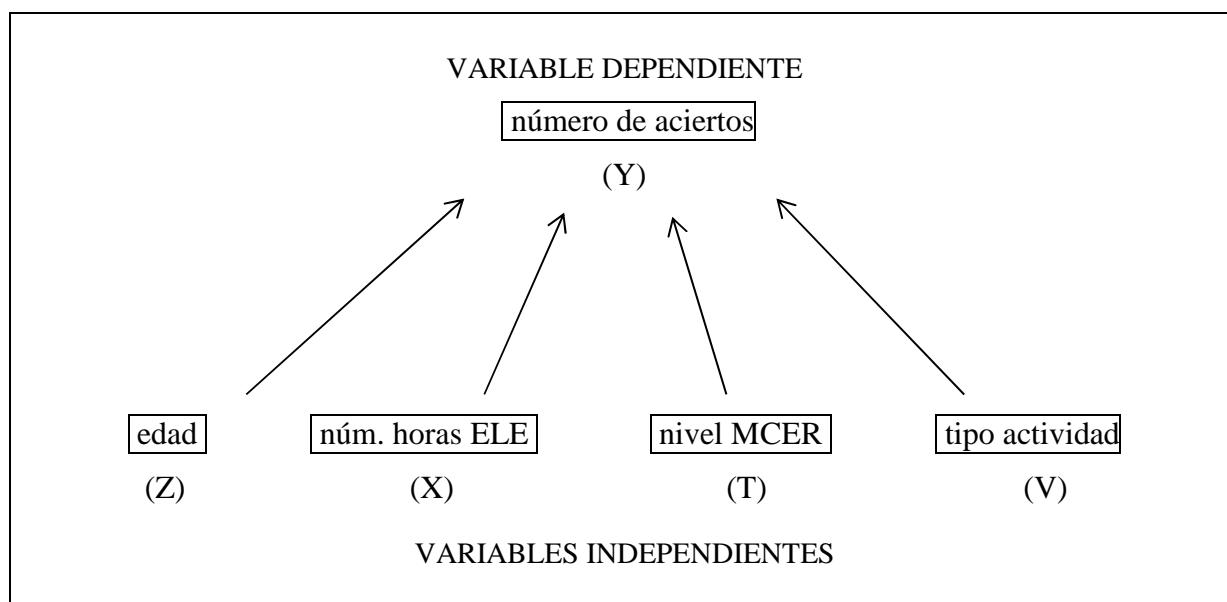 VARIABLE DEPENDIENTE
número de aciertos
(Y)
edad núm. horas ELE nivel MCER tipo actividad
(Z) (X) (T) (V)
VARIABLES INDEPENDIENTES